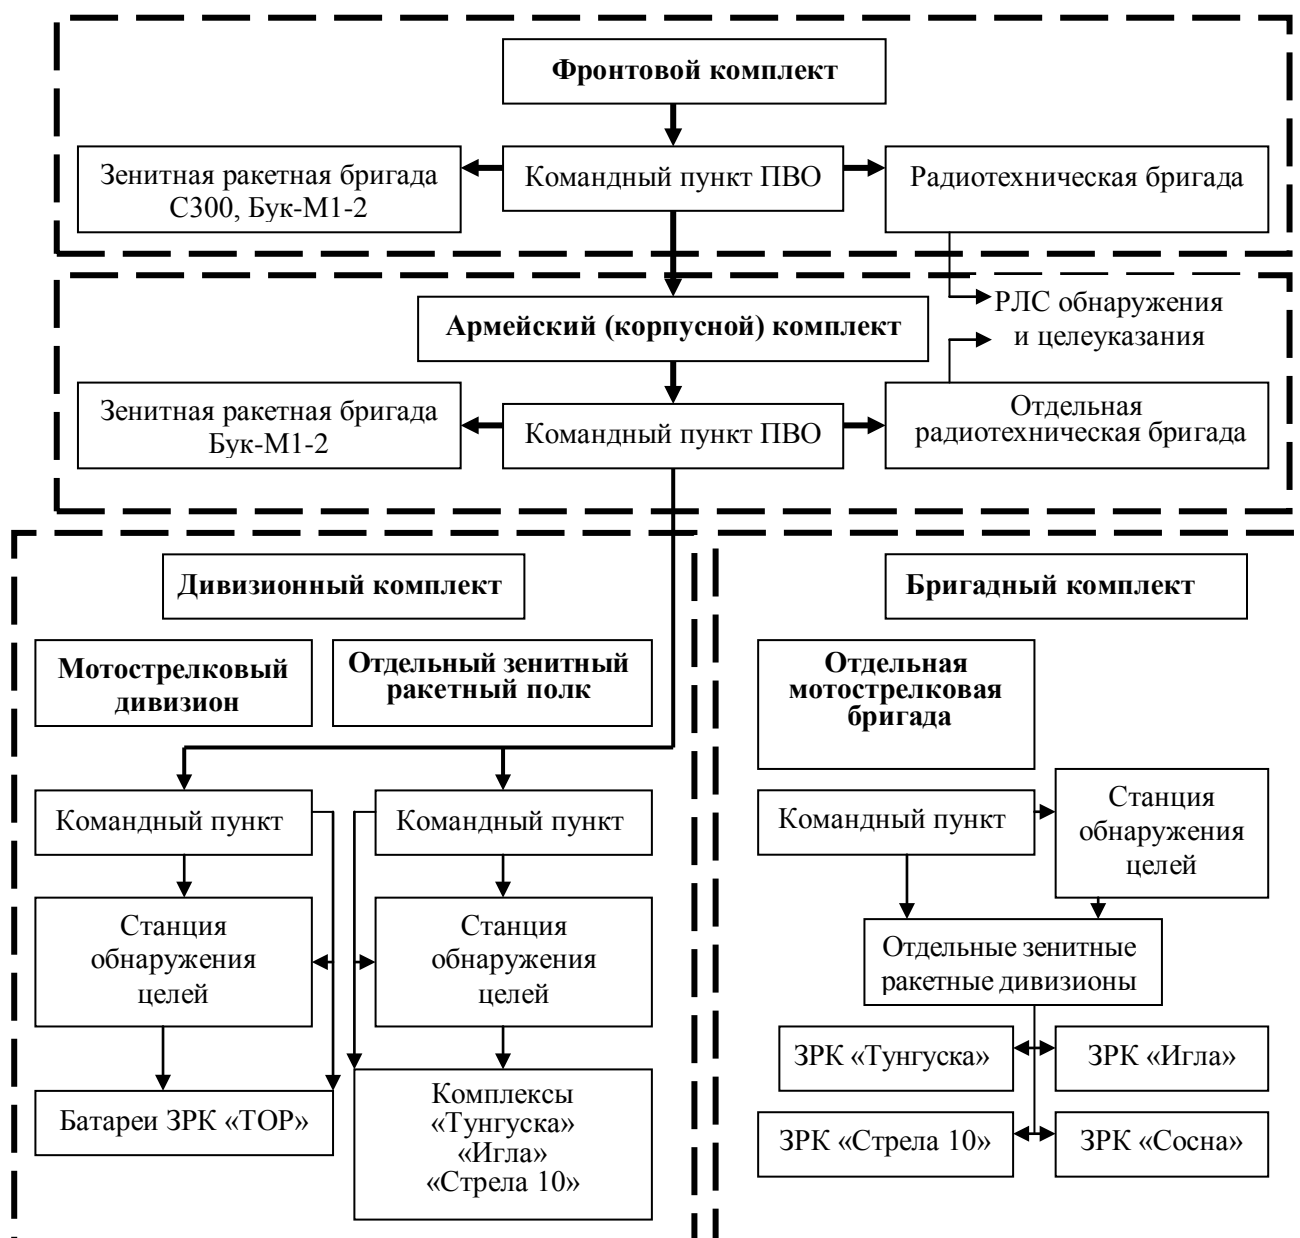 Фронтовой комплект
Зенитная ракетная бригада
С300, Бук-М1-2
Командный пункт ПВО
Радиотехническая бригада
РЛС обнаружения
и целеуказания
Армейский (корпусной) комплект
Зенитная ракетная бригада
Бук-М1-2
Командный пункт ПВО
Отдельная
радиотехническая бригада
Дивизионный комплект
Мотострелковый
дивизион
Отдельный зенитный
ракетный полк
Командный пункт
Командный пункт
Станция
обнаружения
целей
Станция
обнаружения
целей
Батареи ЗРК «ТОР»
Комплексы
«Тунгуска»
«Игла»
«Стрела 10»
Бригадный комплект
Отдельная
мотострелковая
бригада
Командный пункт
Станция
обнаружения
целей
Отдельные зенитные
ракетные дивизионы
ЗРК «Тунгуска»
ЗРК «Игла»
ЗРК «Стрела 10»
ЗРК «Сосна»